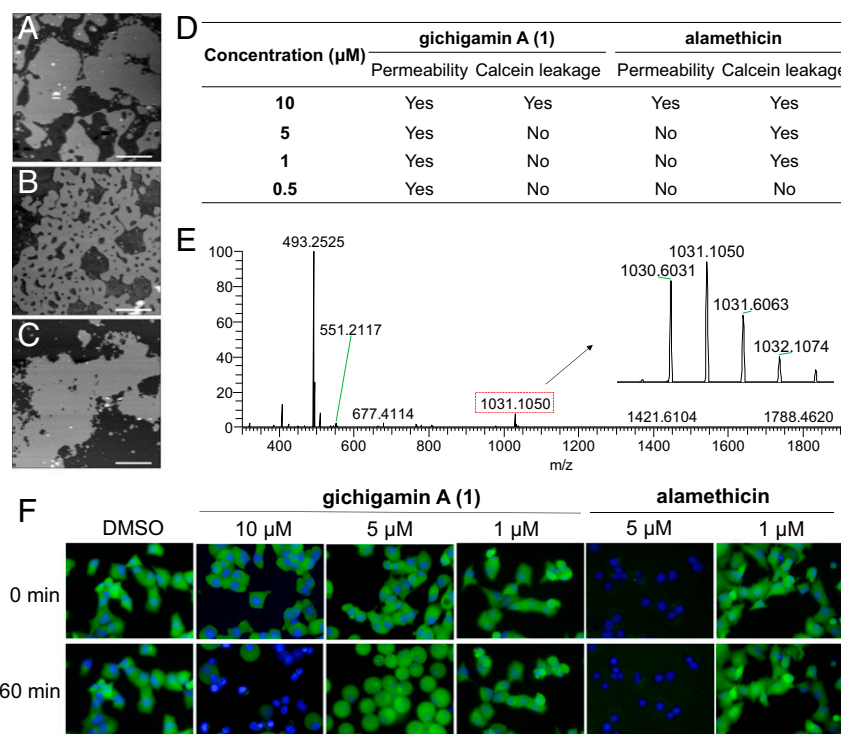 A
B
C
D
gichigamin A (1) alamethicin
Concentration (µM)
Permeability Calcein leakage Permeability Calcein leakage
10 Yes Yes Yes Yes
5 Yes No No Yes
1 Yes No No Yes
0.5 Yes No No No
E
493.2525
551.2117
677.4114
1031.1050
1421.6104
1788.4620
100
80
60
40
20
0
400 600 800 1000 1200 1400 1600 1800
m/z
1031.1050
1030.6031
1031.6063
1032.1074
F
gichigamin A (1) alamethicin
DMSO 10 µM 5 µM 1 µM 5 µM 1 µM
0 min
60 min